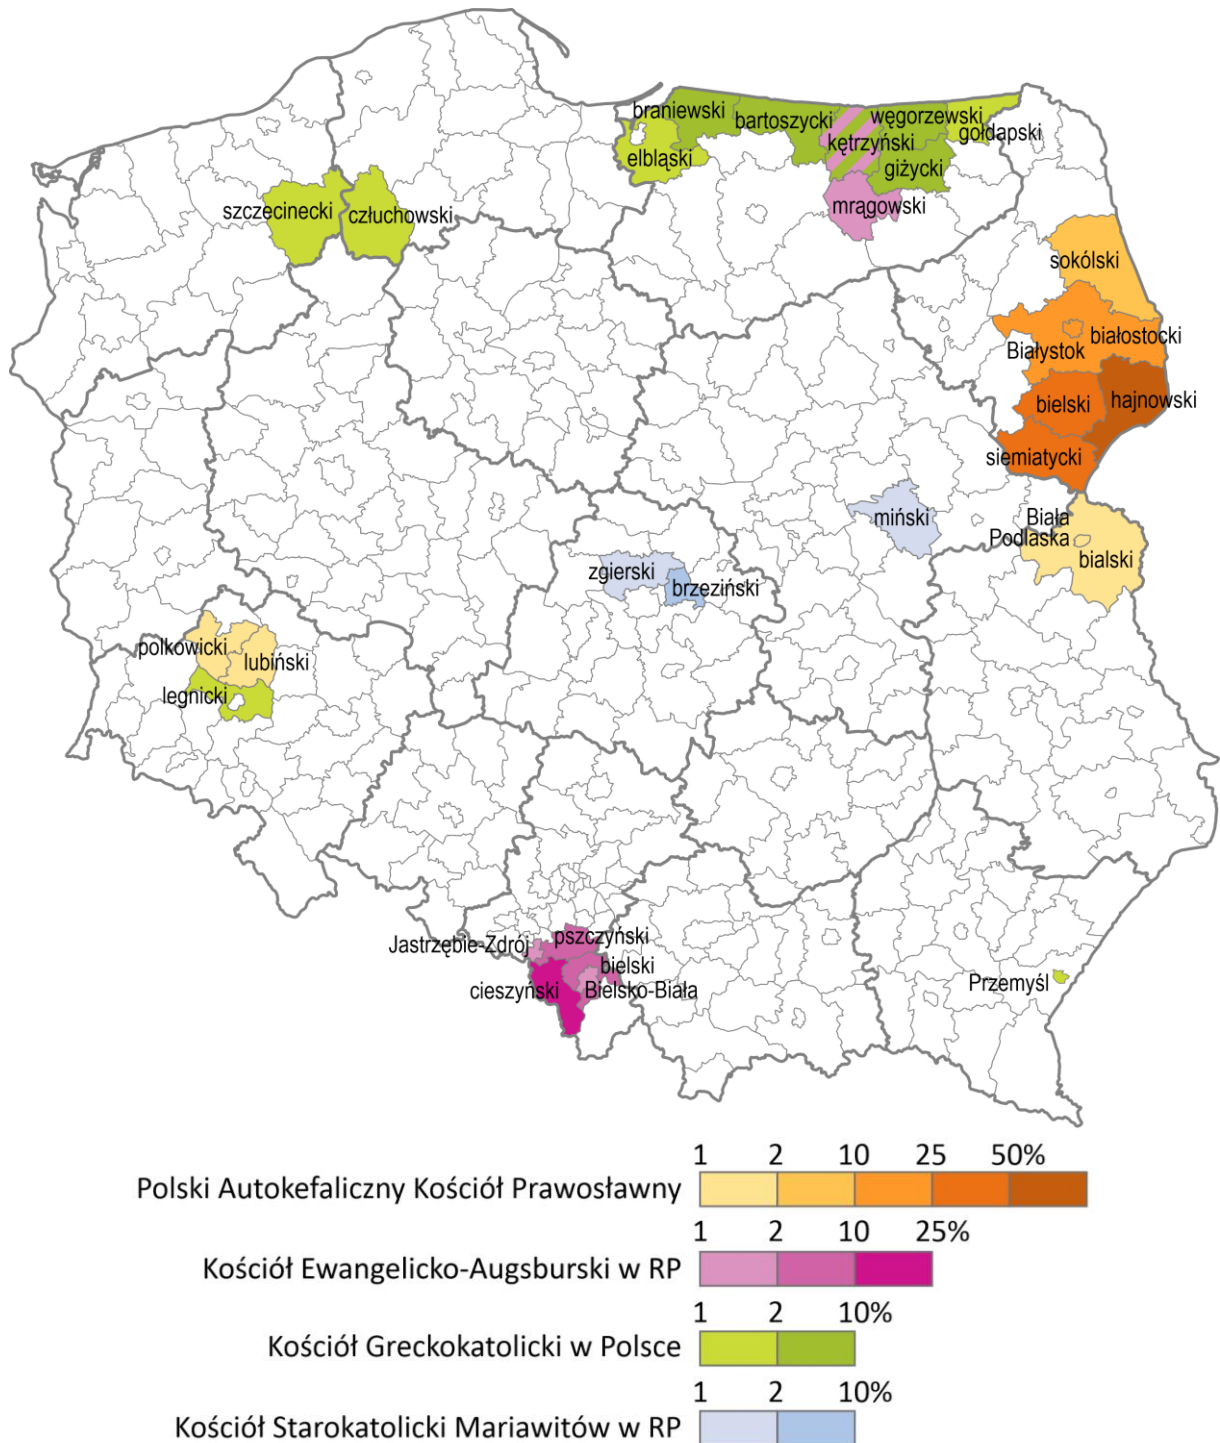 braniewski
bartoszycki
węgorzewski
gołdapski
kętrzyński
elbląski
giżycki
mrągowski
szczecinecki
człuchowski
sokólski
białostocki
Białystok
bielski
hajnowski
siemiatycki
miński
Biała
Podlaska
bialski
zgierski
brzeziński
polkowicki
lubiński
legnicki
Jastrzębie-Zdrój
pszczyński
bielski
cieszyński
Bielsko-Biała
Przemyśl
1 2 10 25 50%
Polski Autokefaliczny Kościół Prawosławny
1 2 10 25%
Kościół Ewangelicko-Augsburski w RP
1 2 10%
Kościół Greckokatolicki w Polsce
1 2 10%
Kościół Starokatolicki Mariawitów w RP